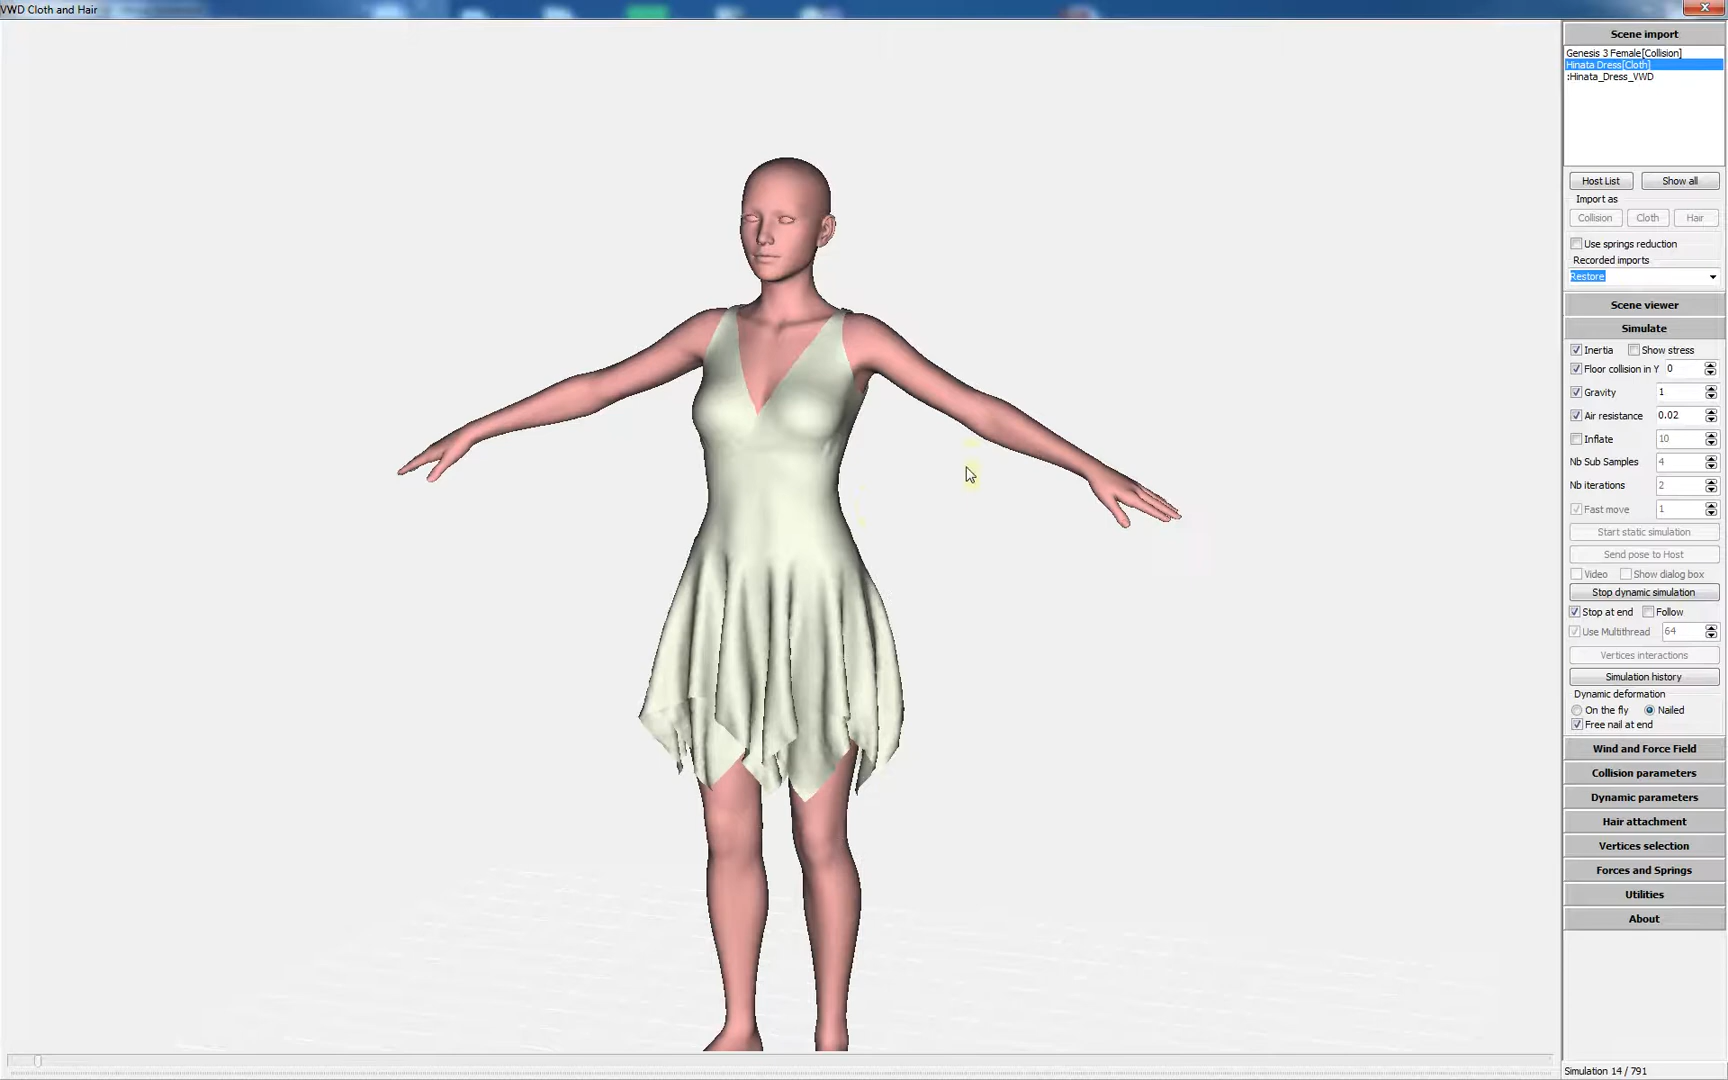 VWD Cloth and Hair
Scene import
Genesis 3 Female[Collision]
Hinata Dress[Cloth]
:Hinata_Dress_VWD
Host List
Show all
Import as
Collision
Cloth
Hair
Use springs reduction
Recorded imports
Restore
Scene viewer
Simulate
Inertia
Show stress
Floor collision in Y
0
Gravity
1
Air resistance
0.02
Inflate
10
Nb Sub Samples
4
Nb iterations
2
Fast move
1
Start static simulation
Send pose to Host
Video
Show dialog box
Stop dynamic simulation
Stop at end
Follow
Use Multithread
64
Vertices interactions
Simulation history
Dynamic deformation
On the fly
Nailed
Free nail at end
Wind and Force Field
Collision parameters
Dynamic parameters
Hair attachment
Vertices selection
Forces and Springs
Utilities
About
Simulation 14 / 791